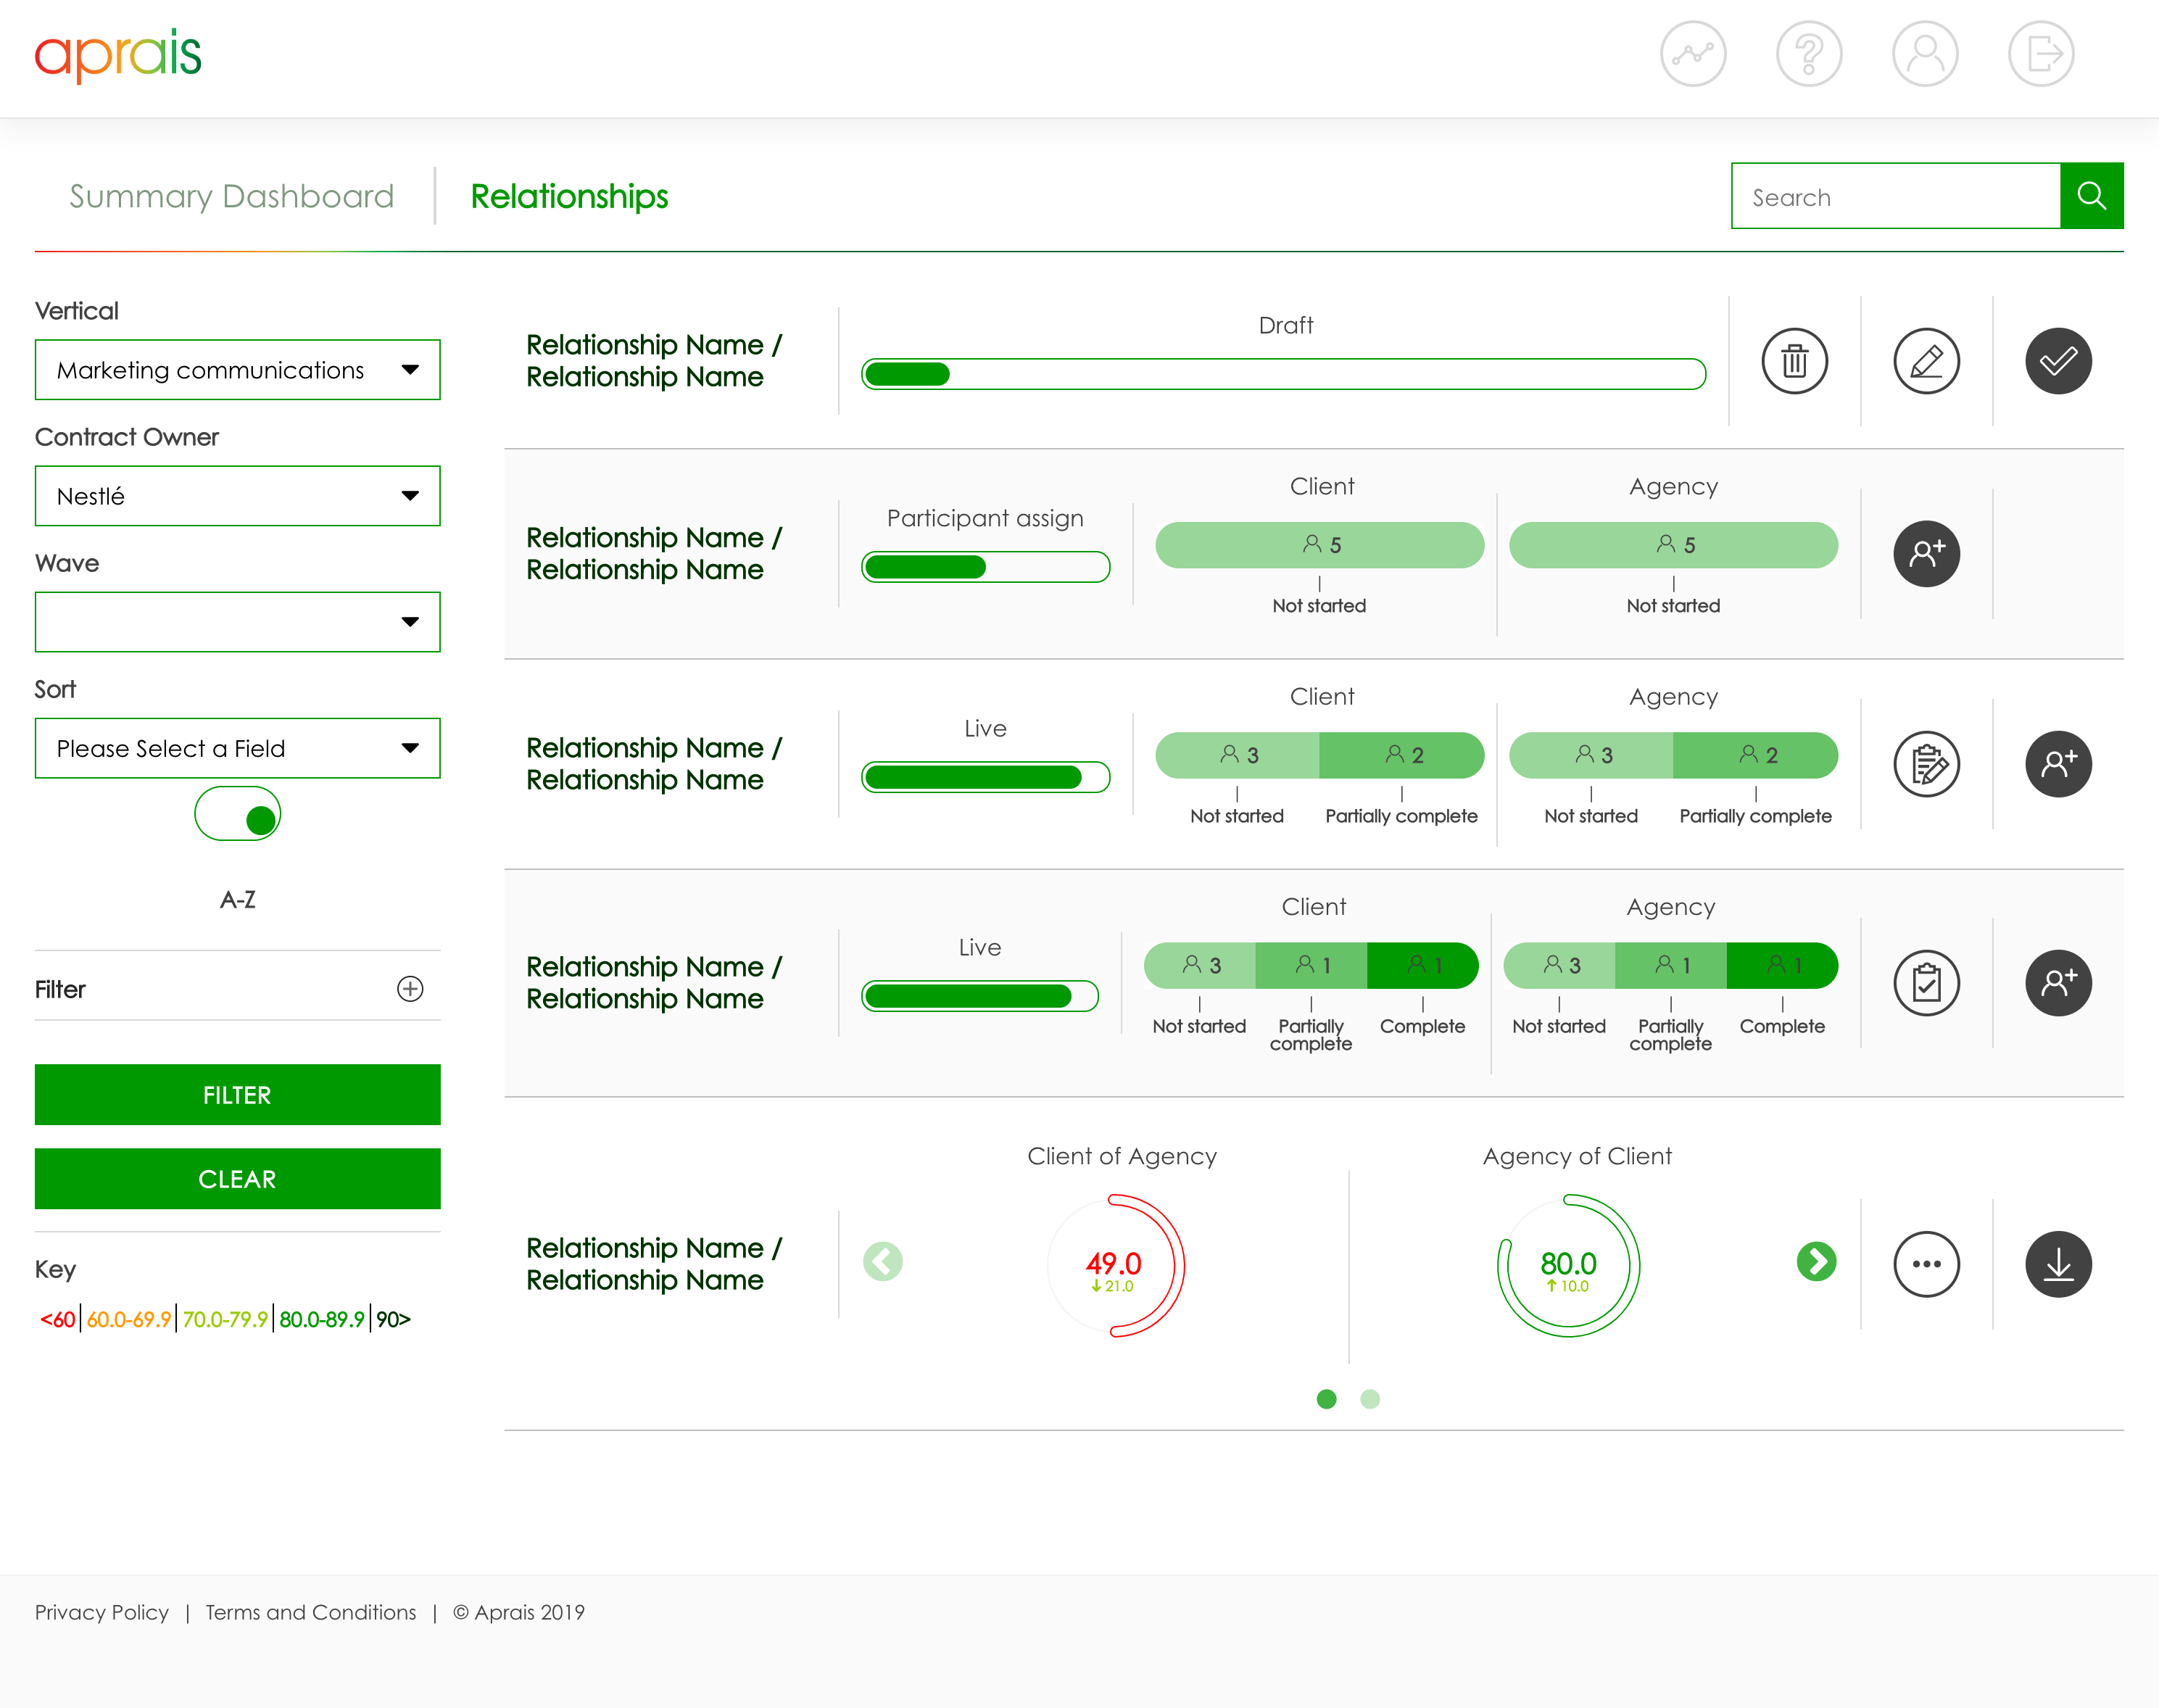 aprais
Summary Dashboard
Relationships
Search
Vertical
Marketing communications
Contract Owner
Nestlé
Wave
Sort
Please Select a Field
A-Z
Filter
FILTER
CLEAR
Key
<60 60.0-69.9 70.0-79.9 80.0-89.9 90>
Relationship Name /
Relationship Name
Draft
Relationship Name /
Relationship Name
Participant assign
Client
5
Not started
Agency
5
Not started
Relationship Name /
Relationship Name
Live
Client
3 2
Not started Partially complete
Agency
3 2
Not started Partially complete
Relationship Name /
Relationship Name
Live
Client
3 1 1
Not started Partially Complete
complete
Agency
3 1 1
Not started Partially Complete
complete
Relationship Name /
Relationship Name
Client of Agency
49.0
21.0
Agency of Client
80.0
10.0
Privacy Policy | Terms and Conditions | © Aprais 2019